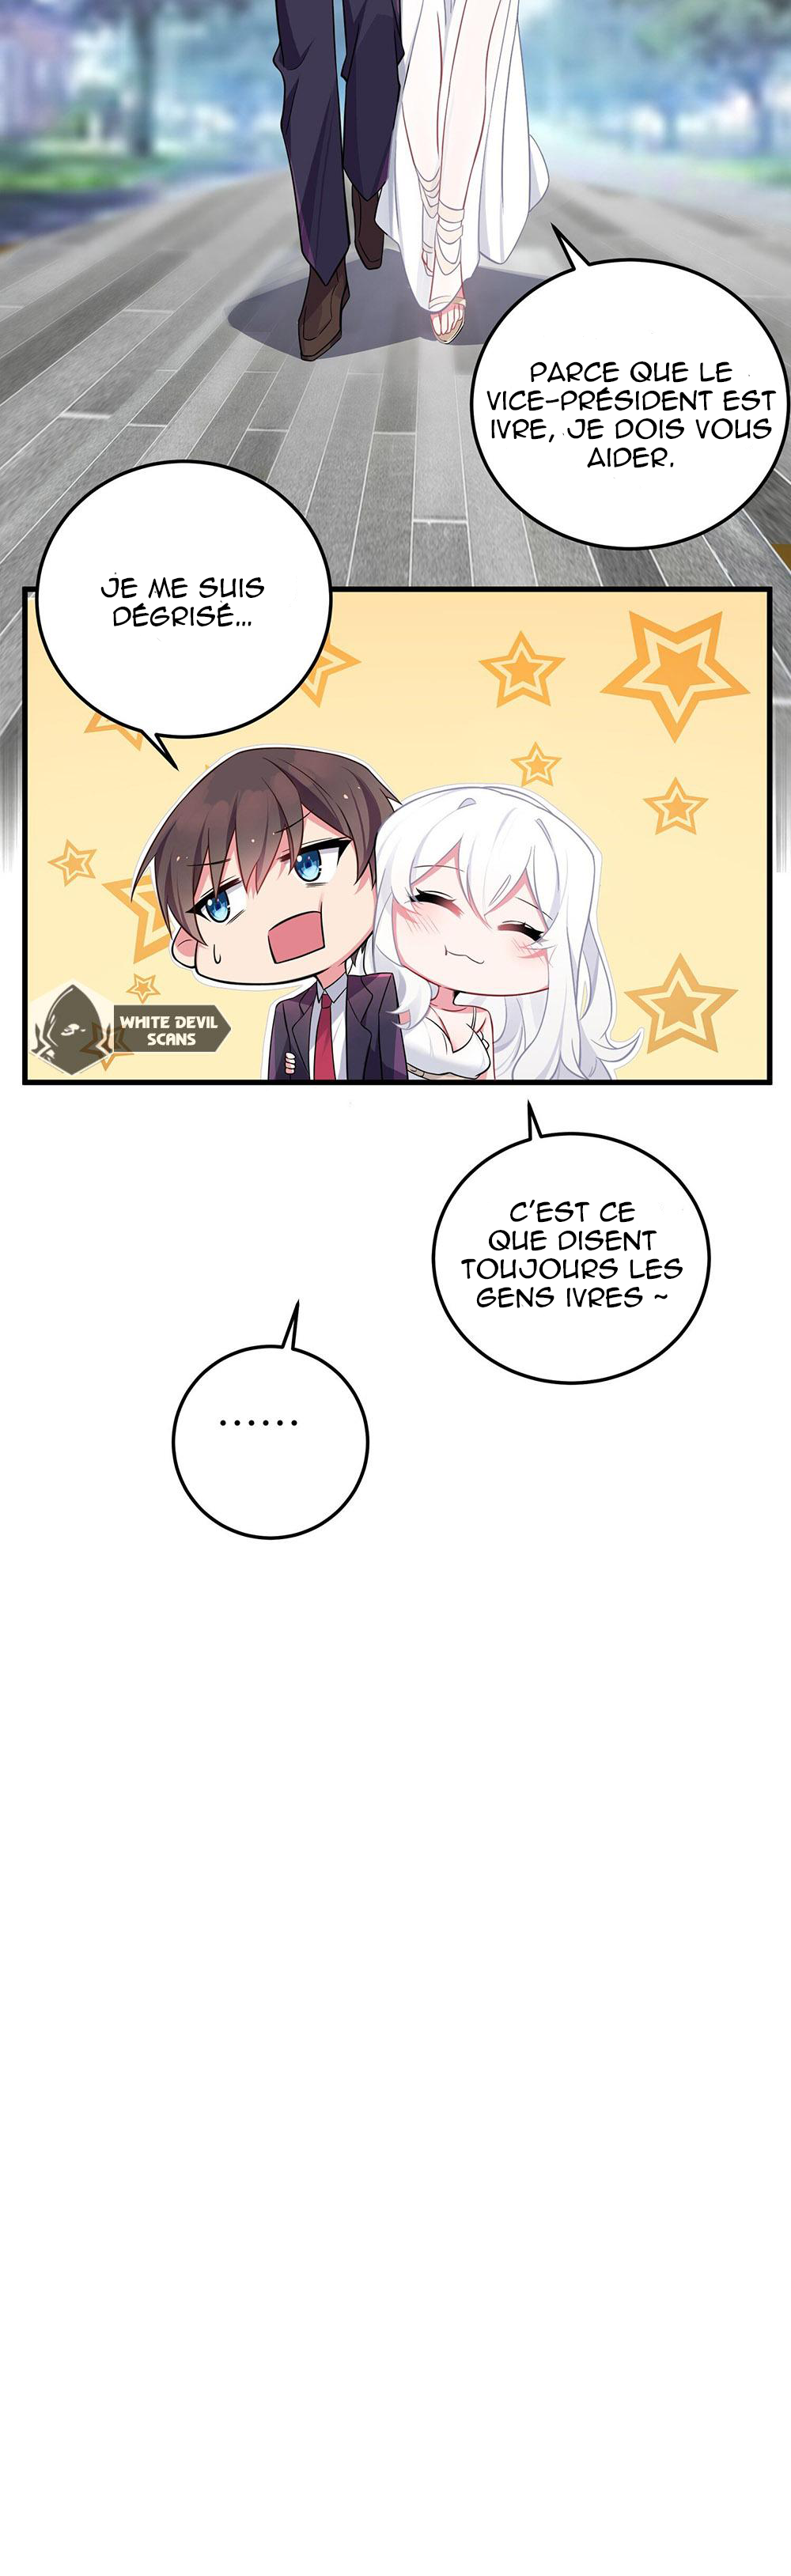 PARCE QUE LE
VICE-PRÉSIDENT EST
IVRE, JE DOIS VOUS
AIDER.
JE ME SUIS
DÉGRISÉ...
WHITE DEVIL
SCANS
C'EST CE
QUE DISENT
TOUJOURS LES
GENS IVRES ~
......